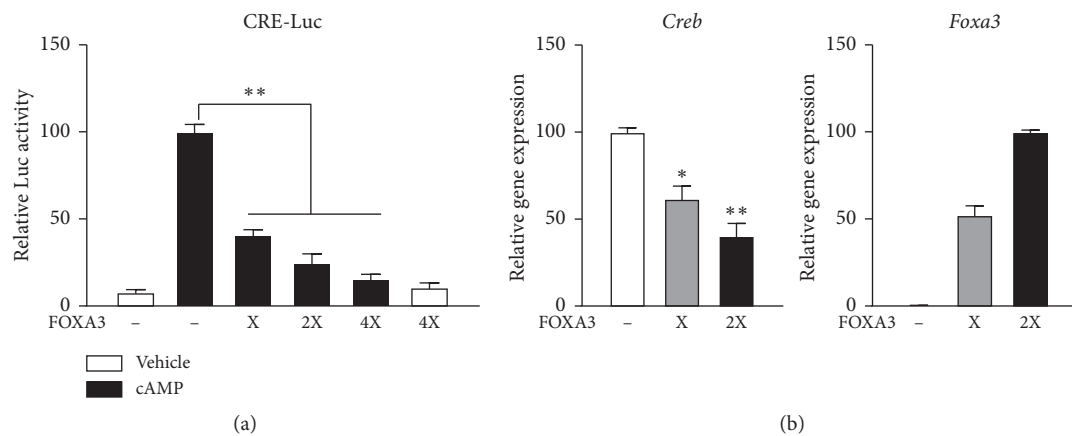 CRE-Luc
Relative Luc activity
150
100
50
0
**
FOXA3 – – X 2X 4X 4X
Vehicle
cAMP
(a)
Creb
Relative gene expression
150
100
50
0
*
**
FOXA3 – X 2X
Foxa3
Relative gene expression
150
100
50
0
FOXA3 – X 2X
(b)